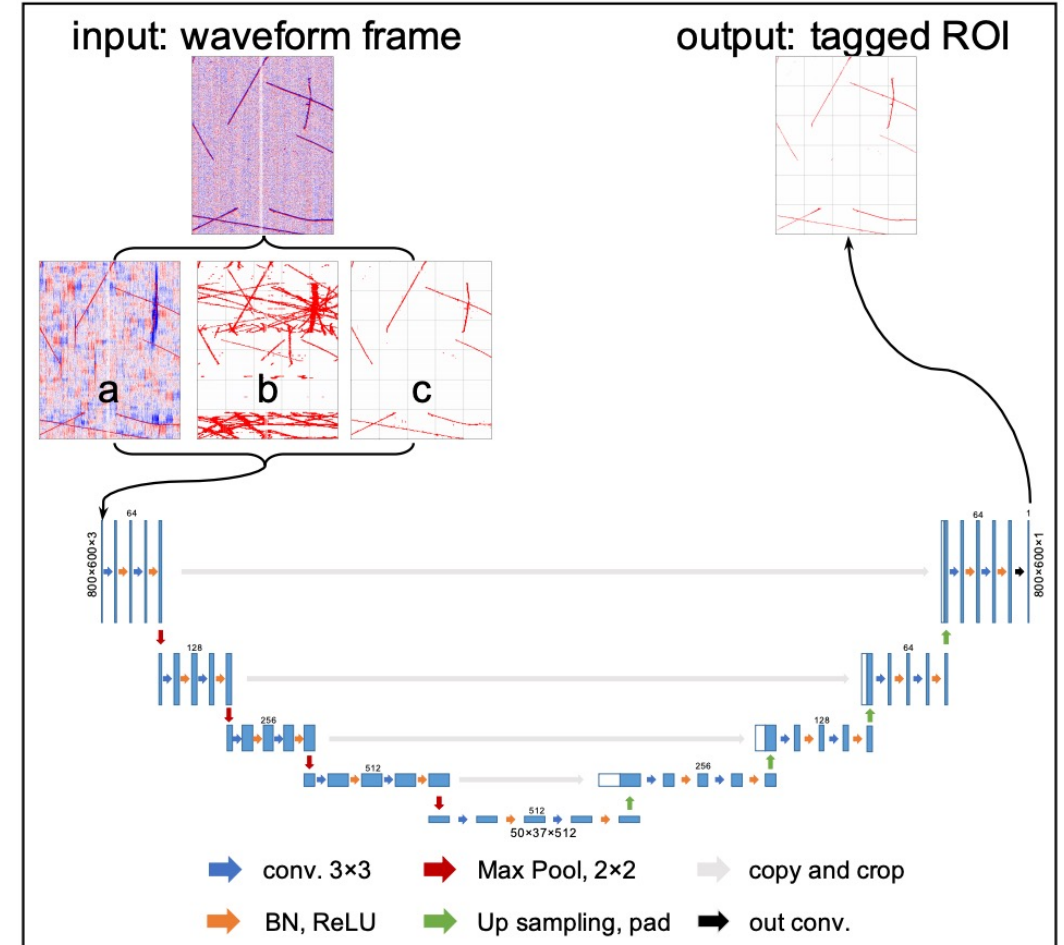 input: waveform frame
output: tagged ROI
a
b
c
64
800×600×3
64
1
800×600×1
128
64
256
128
512
256
512
50×37×512
conv. 3×3
Max Pool, 2×2
copy and crop
BN, ReLU
Up sampling, pad
out conv.